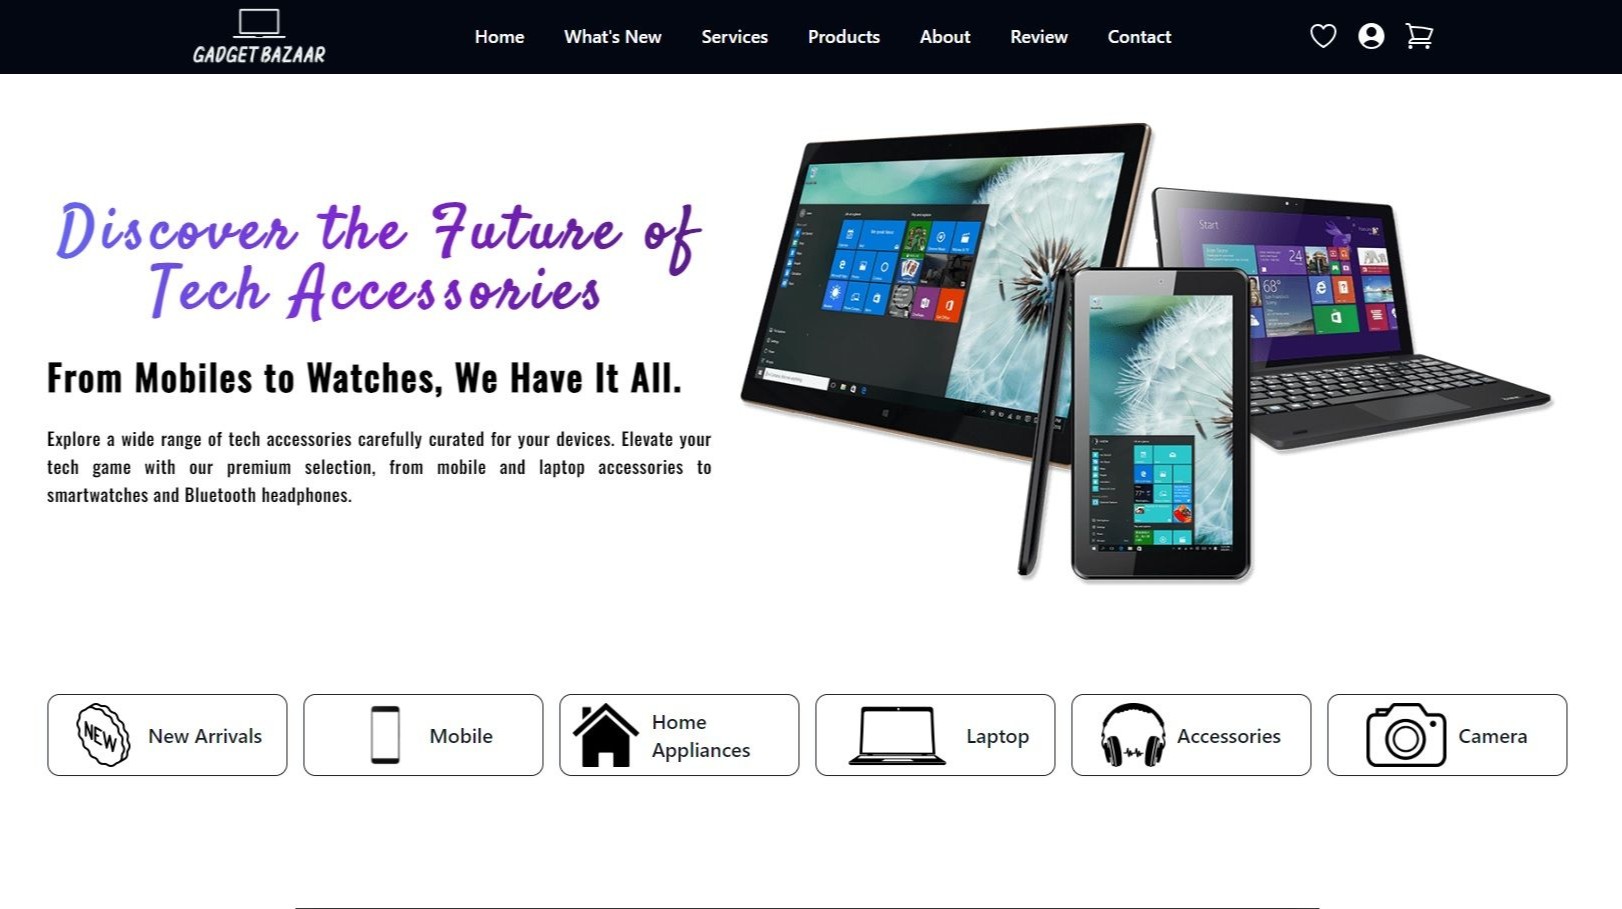 GADGET BAZAAR
Home What's New Services Products About Review Contact
Discover the Future of
Tech Accessories
From Mobiles to Watches, We Have It All.
Explore a wide range of tech accessories carefully curated for your devices. Elevate your
tech game with our premium selection, from mobile and laptop accessories to
smartwatches and Bluetooth headphones.
Start
24
68°
NEW
New Arrivals
Mobile
Home
Appliances
Laptop
Accessories
Camera